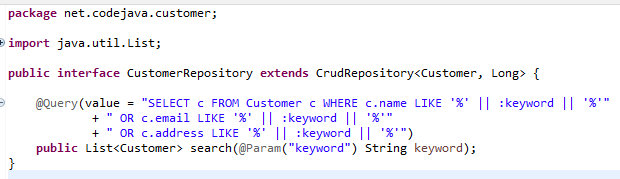 package net.codejava.customer;
import java.util.List;
public interface CustomerRepository extends CrudRepository<Customer, Long> {
@Query(value = "SELECT c FROM Customer c WHERE c.name LIKE '%' || :keyword || '%'"
+ " OR c.email LIKE '%' || :keyword || '%'"
+ " OR c.address LIKE '%' || :keyword || '%'")
public List<Customer> search(@Param("keyword") String keyword);
}